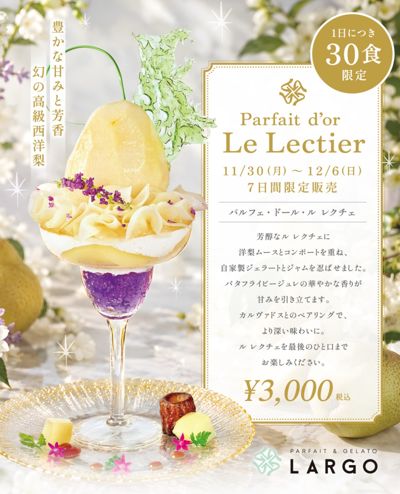 豊かな甘みと芳香
幻の高級西洋梨
1日につき
30食
限定
Parfait d'or
Le Lectier
11/30(月)～12/6(日)
7日間限定販売
パルフェ・ドール・ル レクチェ
芳醇なル レクチェに
洋梨ムースとコンポートを重ね、
自家製ジェラートとジャムを忍ばせました。
バタフライピージュレの華やかな香りが
甘みを引き立てます。
カルヴァドスとのペアリングで、
より深い味わいに。
ル レクチェを最後のひと口まで
お楽しみください。
¥3,000税込
PARFAIT & GELATO
LARGO